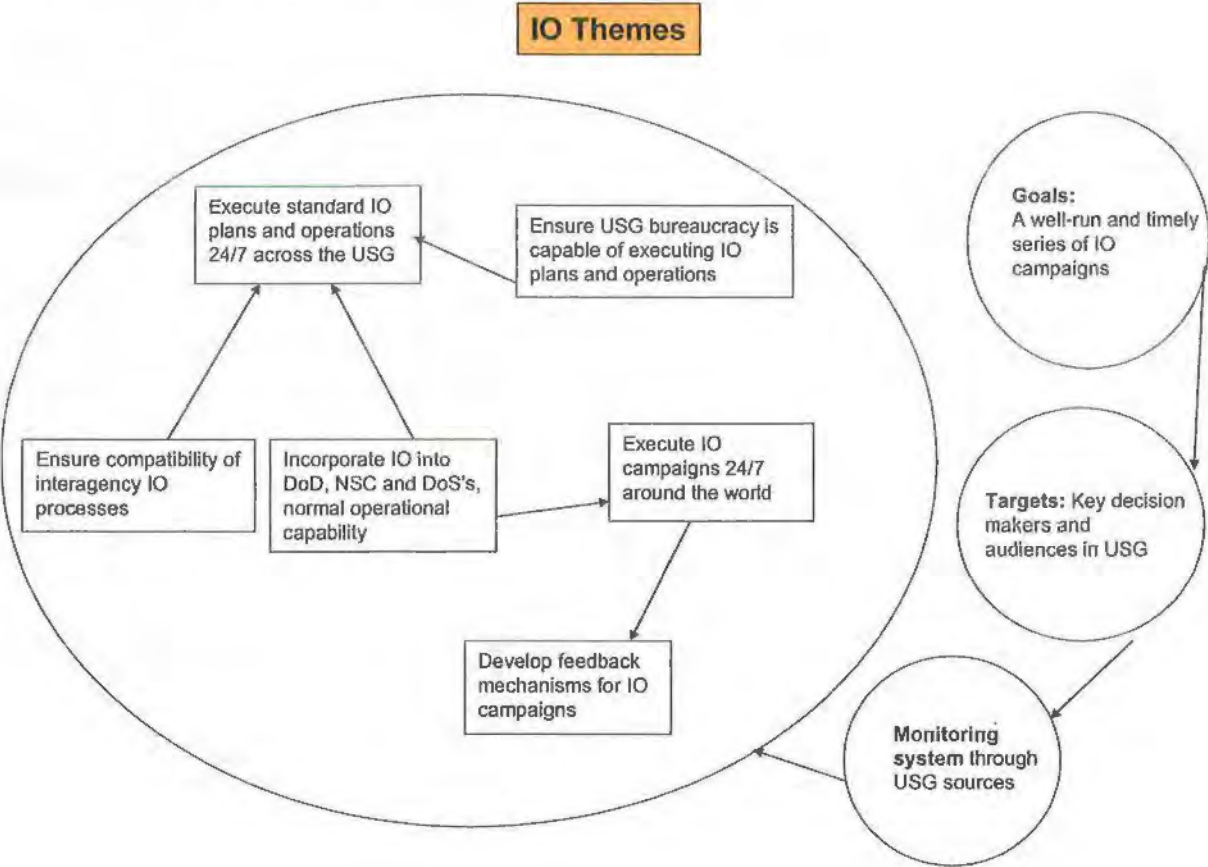 IO Themes
Execute standard IO
plans and operations
24/7 across the USG
Ensure USG bureaucracy is
capable of executing IO
plans and operations
Goals:
A well-run and timely
series of IO
campaigns
Ensure compatibility of
interagency IO
processes
Incorporate IO into
DoD, NSC and DoS's,
normal operational
capability
Execute IO
campaigns 24/7
around the world
Targets: Key decision
makers and
audiences in USG
Develop feedback
mechanisms for IO
campaigns
Monitoring
system through
USG sources